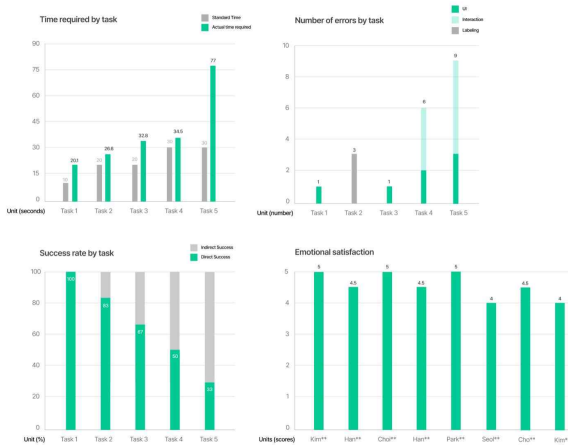 Time required by task
Standard Time
Actual time required
90
75
60
45
30
15
0
10
20.1
20
26.6
20
32.8
30
34.5
30
77
Unit (seconds)
Task 1
Task 2
Task 3
Task 4
Task 5
Number of errors by task
UI
Interaction
Labeling
10
8
6
4
2
0
1
3
1
6
9
Unit (number)
Task 1
Task 2
Task 3
Task 4
Task 5
Success rate by task
Indirect Success
Direct Success
100
80
60
40
20
0
100
67
50
Unit (%)
Task 1
Task 2
Task 3
Task 4
Task 5
Emotional satisfaction
5
4
3
2
1
0
5
4.5
5
4.5
5
4
4.5
4
Units (scores)
Kim**
Han**
Choi**
Han**
Park**
Seol**
Cho**
Kim*